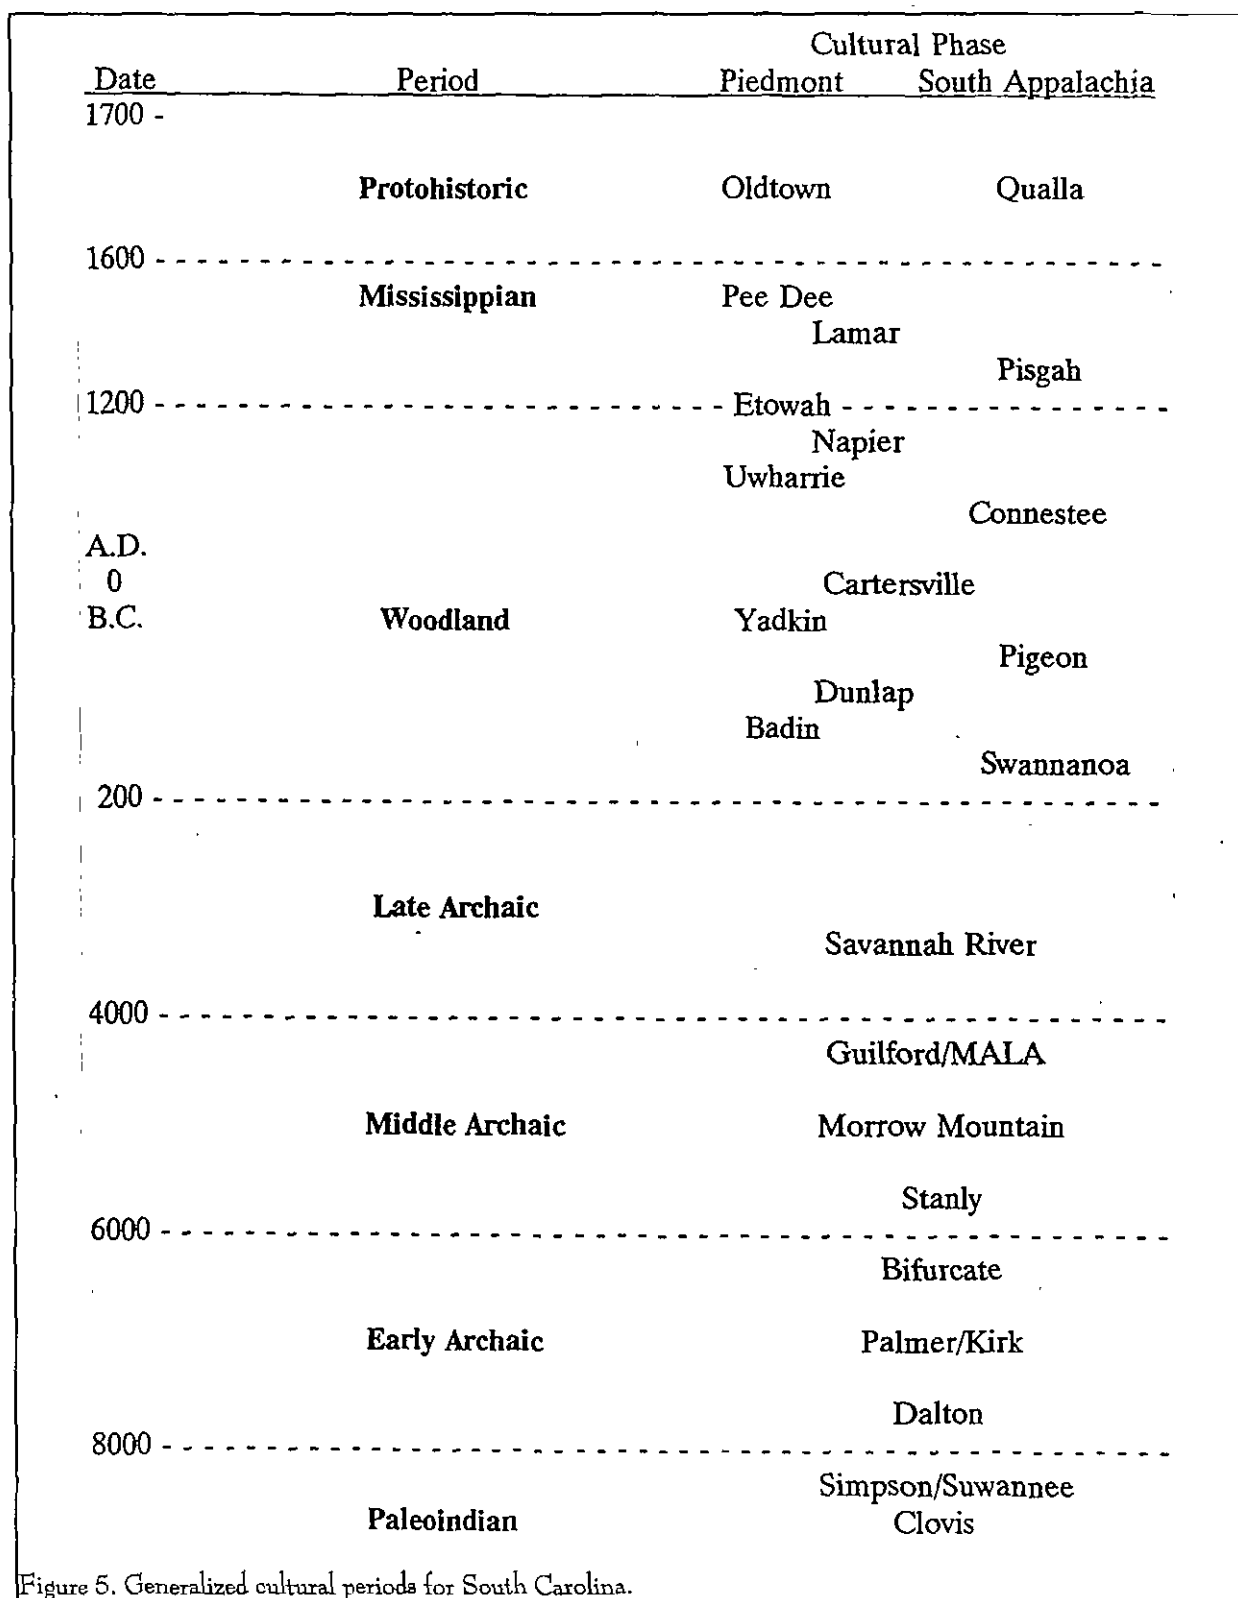 Cultural Phase
Date Period Piedmont South Appalachia
1700 -
Protohistoric Oldtown Qualla
1600 -
Mississippian Pee Dee
Lamar
Pisgah
1200 - Etowah -
Napier
Uwharrie
Connestee
A.D.
0 Cartersville
B.C. Woodland Yadkin
Pigeon
Dunlap
Badin
Swannanoa
200 -
Late Archaic
Savannah River
4000 -
Guilford/MALA
Middle Archaic Morrow Mountain
Stanly
6000 -
Bifurcate
Early Archaic Palmer/Kirk
Dalton
8000 -
Simpson/Suwannee
Paleoindian Clovis
Figure 5. Generalized cultural periods for South Carolina.